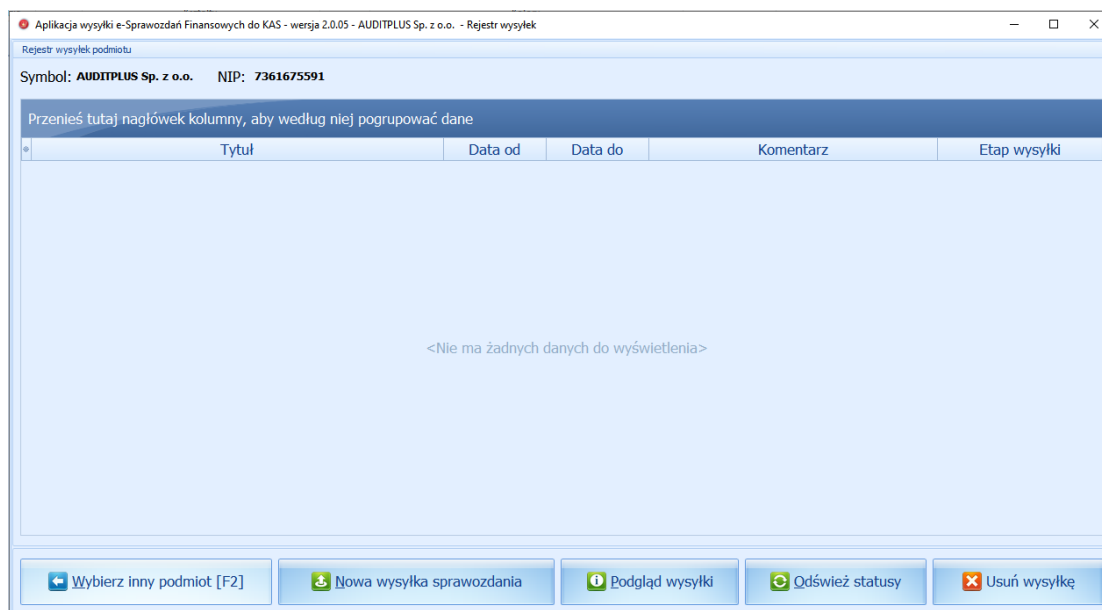 Aplikacja wysyłki e-Sprawozdań Finansowych do KAS - wersja 2.0.05 - AUDITPLUS Sp. z o.o. - Rejestr wysyłek
Rejestr wysyłek podmiotu
Symbol: AUDITPLUS Sp. z o.o. NIP: 7361675591
Przenieś tutaj nagłówek kolumny, aby według niej pogrupować dane
Tytuł Data od Data do Komentarz Etap wysyłki
<Nie ma żadnych danych do wyświetlenia>
Wybierz inny podmiot [F2] Nowa wysyłka sprawozdania Podgląd wysyłki Odśwież statusy Usuń wysyłkę